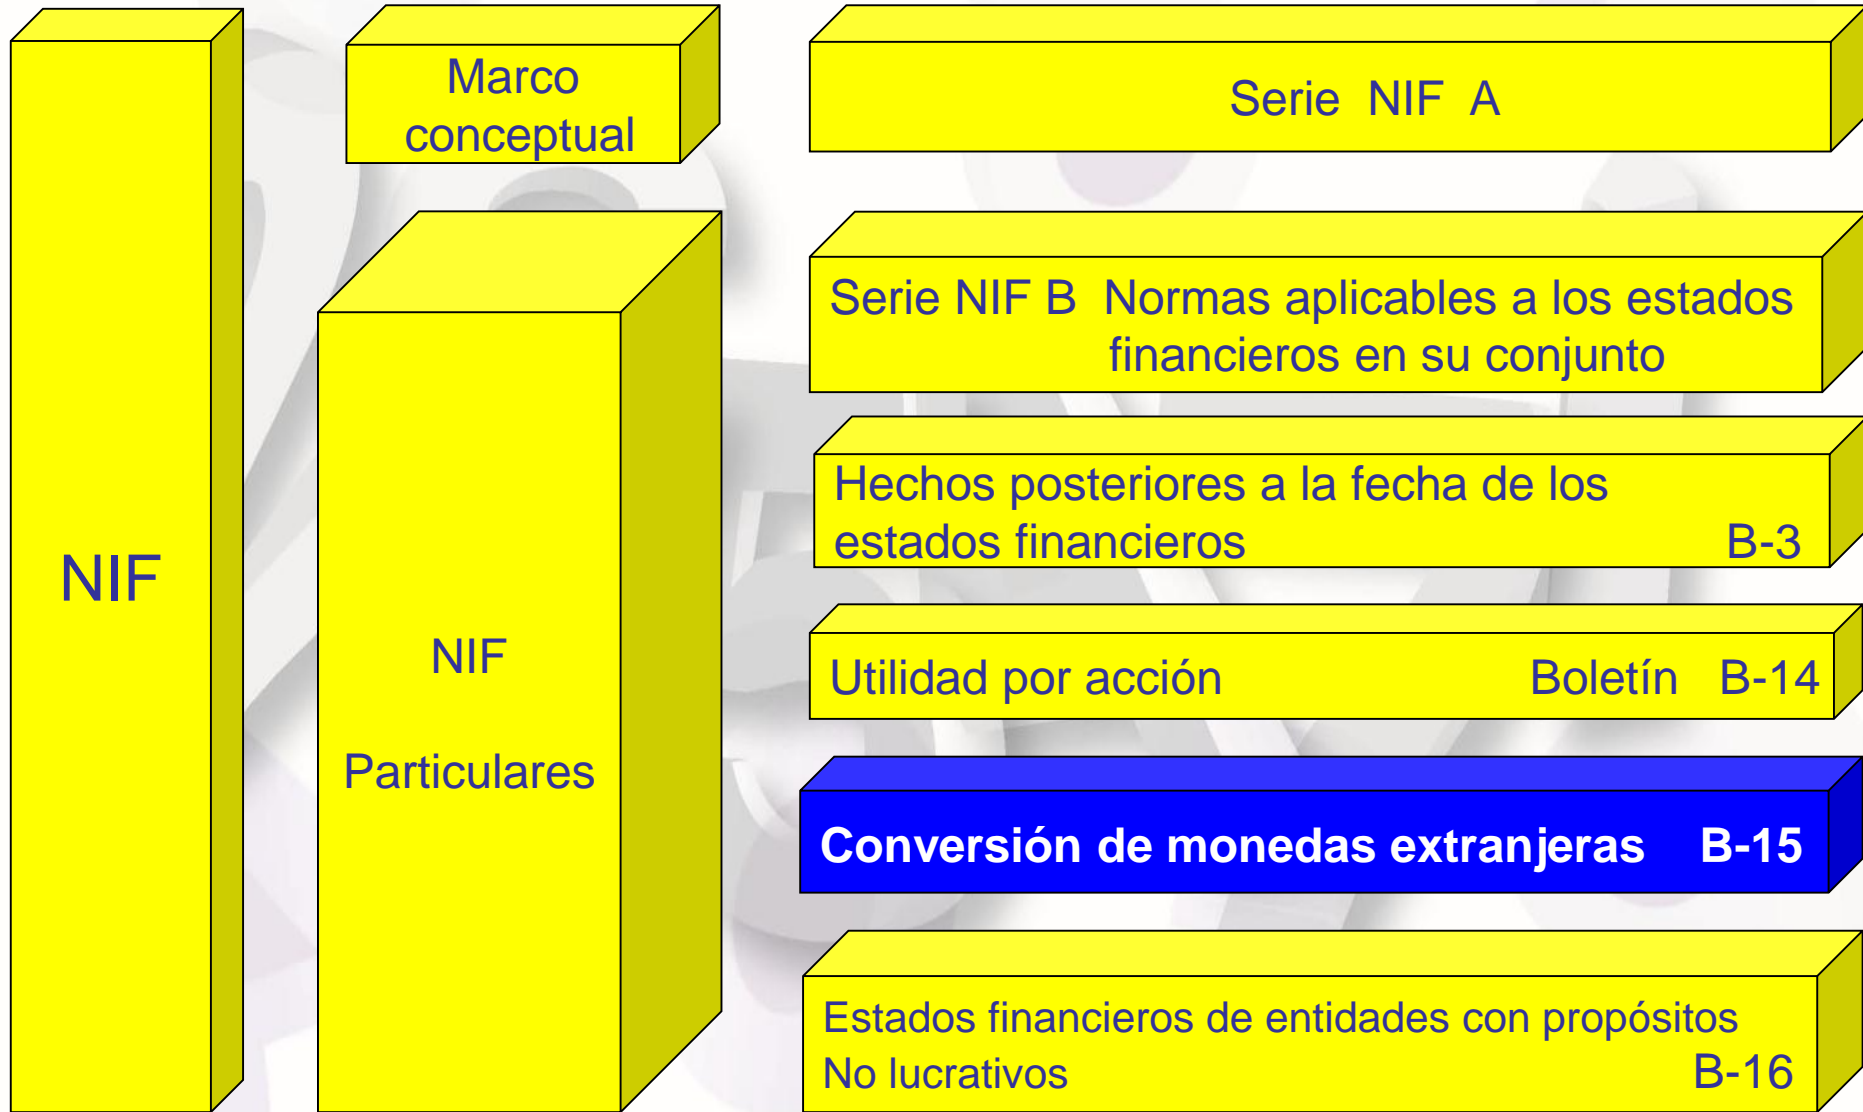 NIF
Marco
conceptual
Serie NIF A
NIF
Particulares
Serie NIF B Normas aplicables a los estados
financieros en su conjunto
Hechos posteriores a la fecha de los
estados financieros B-3
Utilidad por acción Boletín B-14
Conversión de monedas extranjeras B-15
Estados financieros de entidades con propósitos
No lucrativos B-16